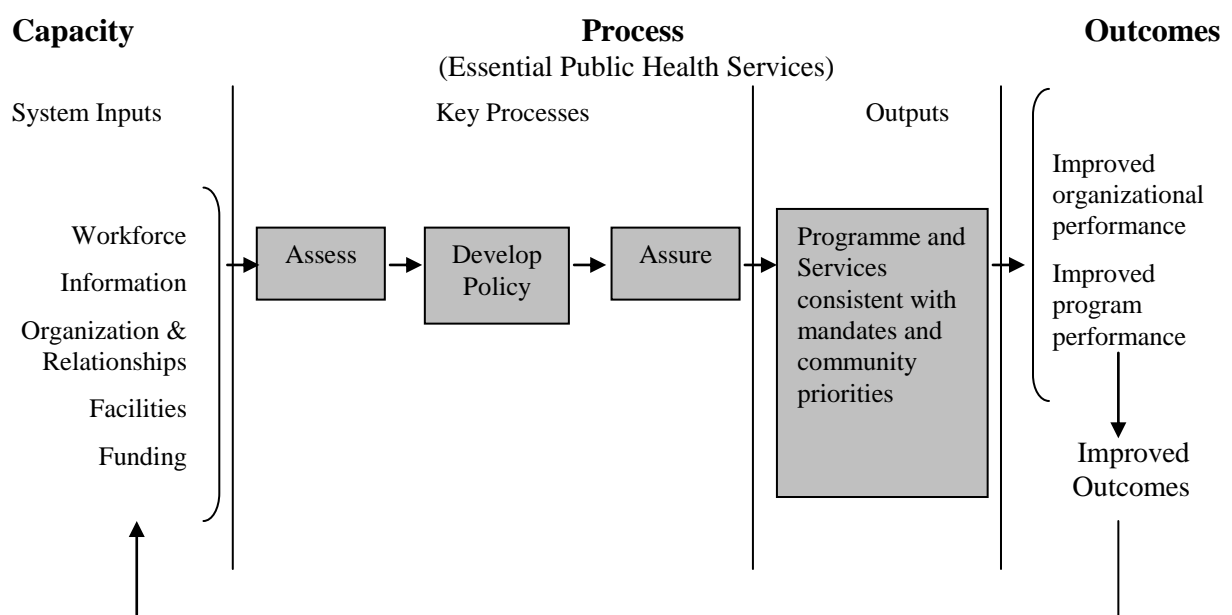 Capacity
Process
Outcomes
(Essential Public Health Services)
System Inputs
Key Processes
Outputs
Workforce
Information
Organization &
Relationships
Facilities
Funding
Assess
Develop
Policy
Assure
Programme and
Services
consistent with
mandates and
community
priorities
Improved
organizational
performance
Improved
program
performance
Improved
Outcomes